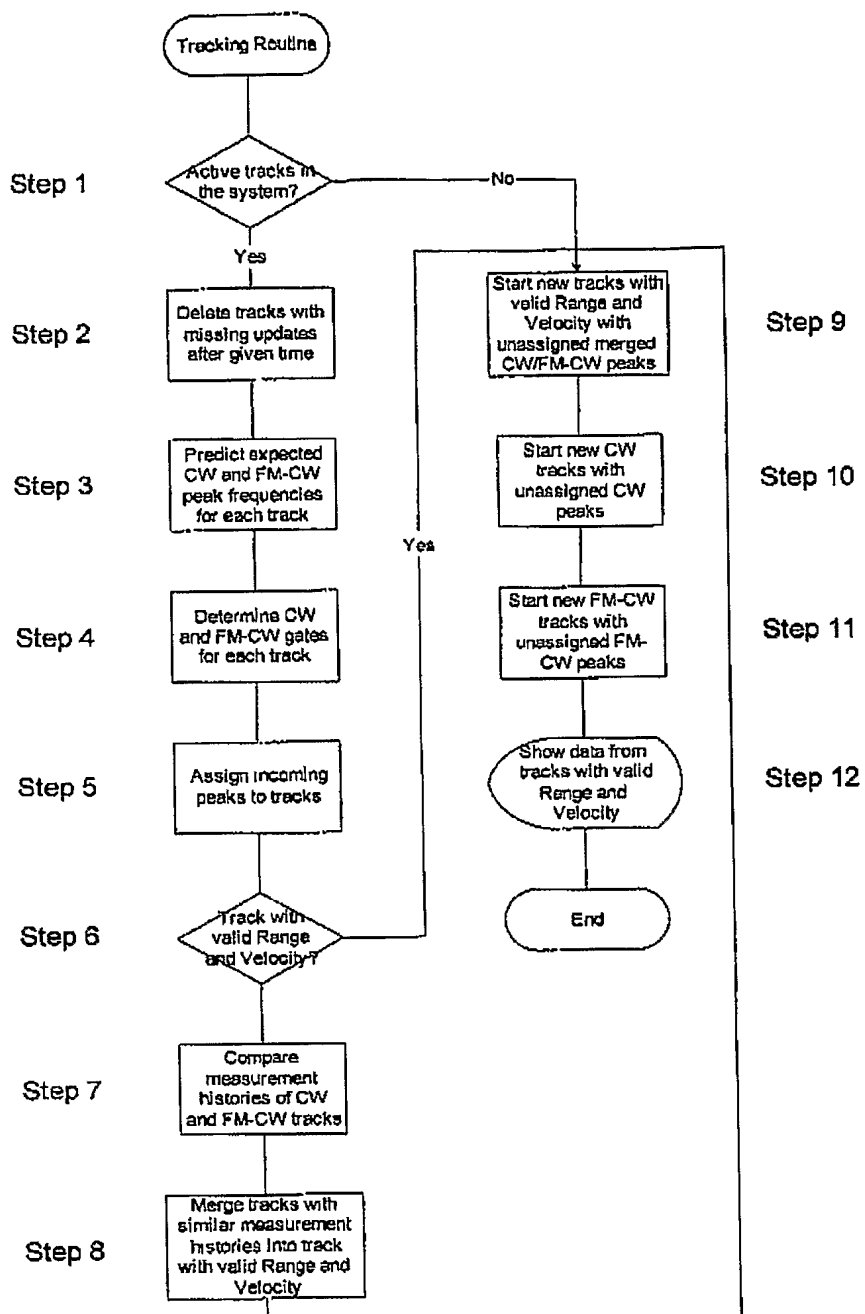 Tracking Routine
Step 1
Active tracks in
the system?
No
Yes
Step 2
Delete tracks with
missing updates
after given time
Step 3
Predict expected
CW and FM-CW
peak frequencies
for each track
Step 4
Determine CW
and FM-CW gates
for each track
Step 5
Assign incoming
peaks to tracks
Step 6
Track with
valid Range
and Velocity?
Yes
Step 7
Compare
measurement
histories of CW
and FM-CW tracks
Step 8
Merge tracks with
similar measurement
histories into track
with valid Range and
Velocity
Start new tracks with
valid Range and
Velocity with
unassigned merged
CW/FM-CW peaks
Step 9
Start new CW
tracks with
unassigned CW
peaks
Step 10
Start new FM-CW
tracks with
unassigned FM-
CW peaks
Step 11
Show data from
tracks with valid
Range and
Velocity
Step 12
End